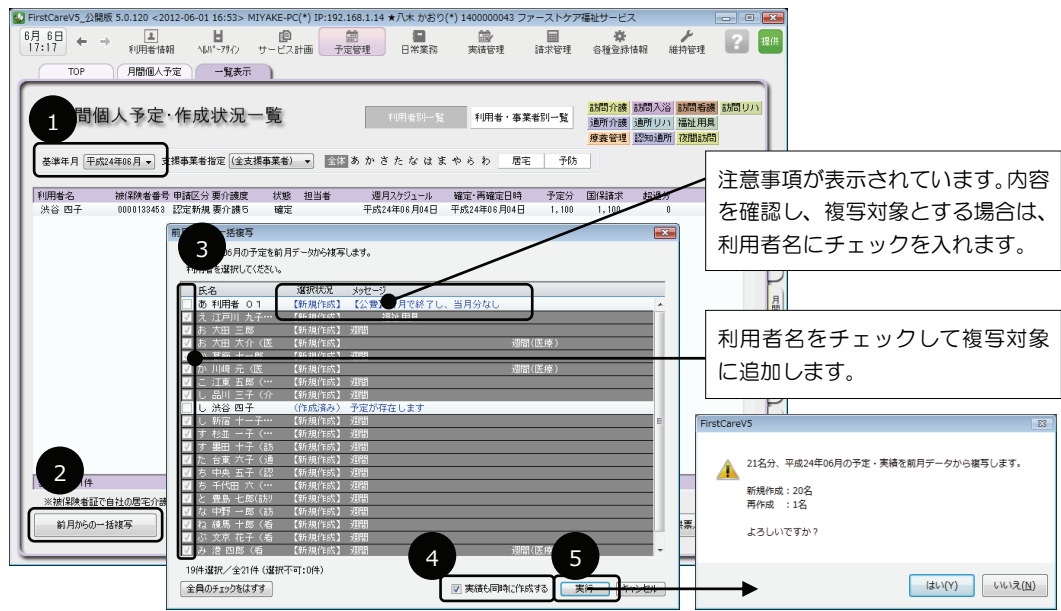 FirstCareV5_公開版 5.0.120 <2012-06-01 16:53> MIYAKE-PC(*) IP:192.168.1.14 ★八木 かおり(*) 1400000043 ファーストケア福祉サービス
6月 6日
17:17
利用者情報 ﾍﾙﾊﾟｰｱｻｲﾝ サービス計画 予定管理 日常業務 実績管理 請求管理 各種登録情報 維持管理 ? 提供
TOP 月間個人予定 一覧表示
間個人予定・作成状況一覧
利用者別一覧 利用者・事業者別一覧
訪問介護 訪問入浴 訪問看護 訪問リハ
通所介護 通所リハ 福祉用具
療養管理 認知通所 夜間訪問
1
基準年月 平成24年06月 支援事業者指定 (全支援事業者) 全体 あ か さ た な は ま や ら わ 居宅 予防
利用者名 被保険者番号 申請区分 要介護度 状態 担当者 週月スケジュール 確定・再確定日時 予定分 国保請求 超過分
渋谷 四子 0000133453 認定新規 要介護5 確定 平成24年06月04日 平成24年06月04日 1,100 1,100 0
一括複写
3
06月の予定を前月データから複写します。
利用者を選択してください。
氏名 選択状況 メッセージ
あ 利用者 01 【新規作成】 【公費】 月で終了し、当月分なし
え 江戸川 九子… 【新規作成】 福祉用具
お 大田 三郎 【新規作成】 週間
お 大田 大介 (医 【新規作成】 週間(医療)
【新規作成】 週間
か 川崎 元 (医 【新規作成】 週間(医療)
こ 江東 五郎 (… 【新規作成】 週間
し 品川 三子 (介 【新規作成】 週間
し 渋谷 四子 (作成済み) 予定が存在します
し 新宿 十一子… 【新規作成】 週間
す 杉並 一子 (… 【新規作成】 週間
す 墨田 十子 (訪 【新規作成】 週間
た 台東 六子 (通 【新規作成】 週間
ち 中央 五子 (認 【新規作成】 週間
ち 千代田 六 (… 【新規作成】 週間
と 豊島 七郎(訪リ 【新規作成】 週間
な 中野 一郎 (訪 【新規作成】 週間
ね 練馬 十郎 (看 【新規作成】 週間
ぶ 文京 花子 (看 【新規作成】 週間
み 港 四郎 (看 【新規作成】 週間(医療)
19件選択／全21件 (選択不可:0件)
全員のチェックをはずす
4
実績も同時に作成する
5
実行 キャンセル
2
件
※被保険者証で自社の居宅介護
前月からの一括複写
注意事項が表示されています。内容
を確認し、複写対象とする場合は、
利用者名にチェックを入れます。
利用者名をチェックして複写対象
に追加します。
FirstCareV5
21名分、平成24年06月の予定・実績を前月データから複写します。
新規作成：20名
再作成 ：1名
よろしいですか？
はい(Y) いいえ(N)